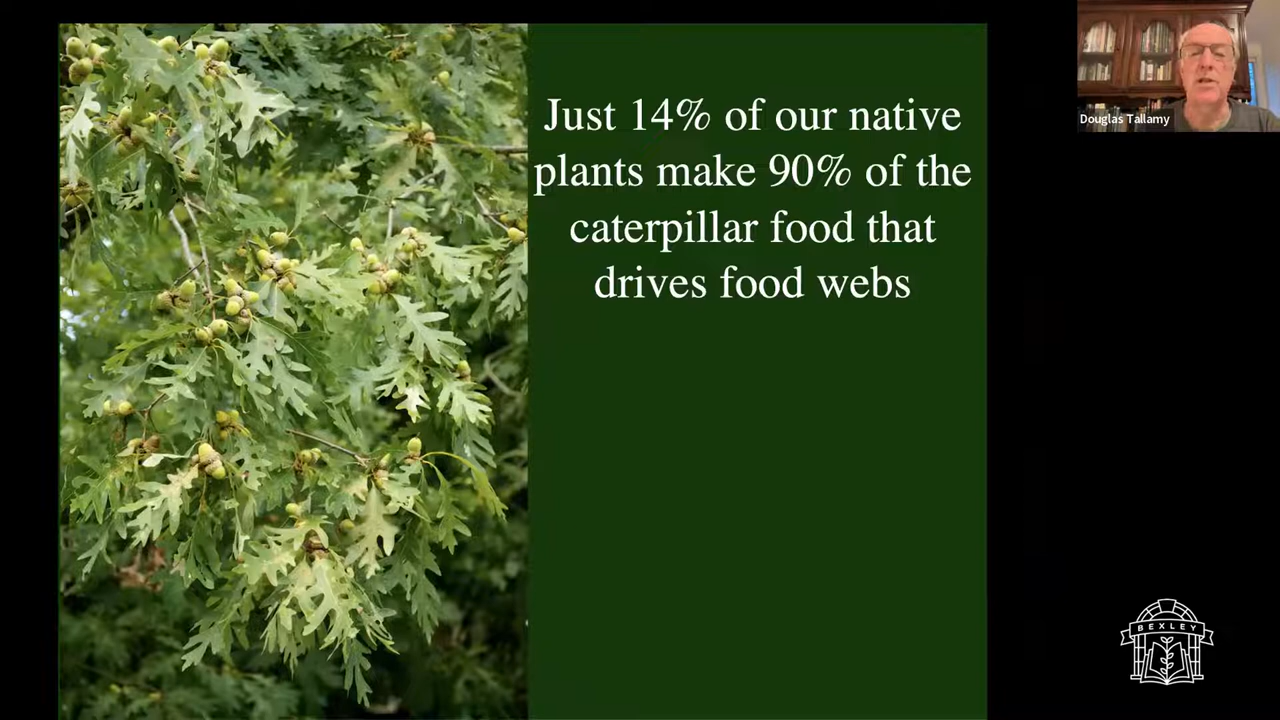 Just 14% of our native
plants make 90% of the
caterpillar food that
drives food webs
Douglas Tallamy
BEXLEY